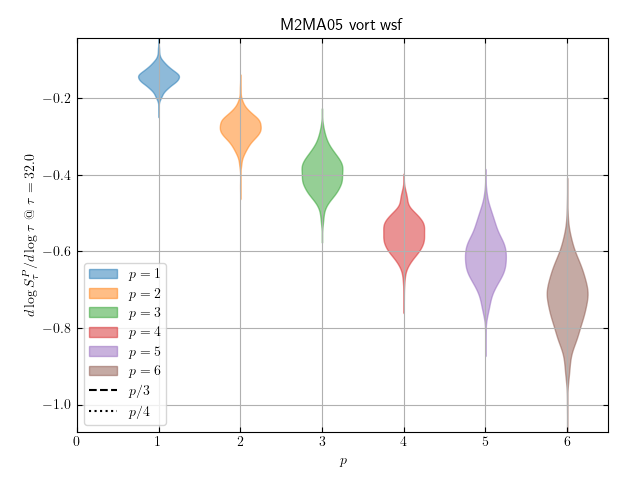 M2MA05 vort wsf
d log S_τ^P / d log τ @ τ = 32.0
−0.2
−0.4
−0.6
−0.8
−1.0
p = 1
p = 2
p = 3
p = 4
p = 5
p = 6
p/3
p/4
0 1 2 3 4 5 6
p